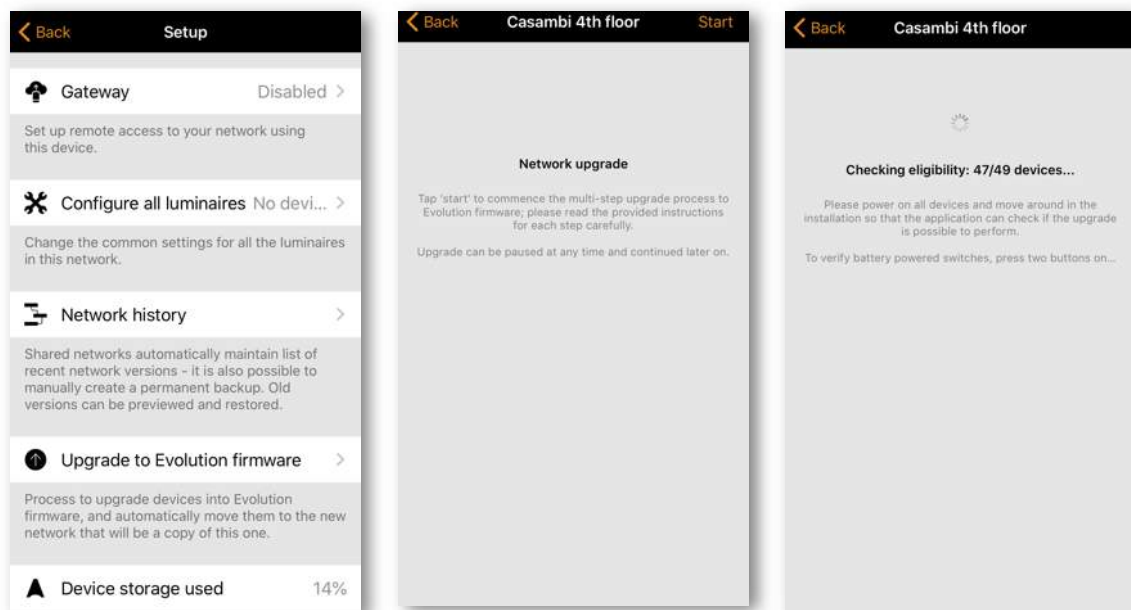 Back Setup
Gateway Disabled
Set up remote access to your network using
this device.
Configure all luminaires No devi...
Change the common settings for all the luminaires
in this network.
Network history
Shared networks automatically maintain list of
recent network versions - it is also possible to
manually create a permanent backup. Old
versions can be previewed and restored.
Upgrade to Evolution firmware
Process to upgrade devices into Evolution
firmware, and automatically move them to the new
network that will be a copy of this one.
Device storage used 14%
Back Casambi 4th floor Start
Network upgrade
Tap 'start' to commence the multi-step upgrade process to
Evolution firmware; please read the provided instructions
for each step carefully.
Upgrade can be paused at any time and continued later on.
Back Casambi 4th floor
Checking eligibility: 47/49 devices...
Please power on all devices and move around in the
installation so that the application can check if the upgrade
is possible to perform.
To verify battery powered switches, press two buttons on...